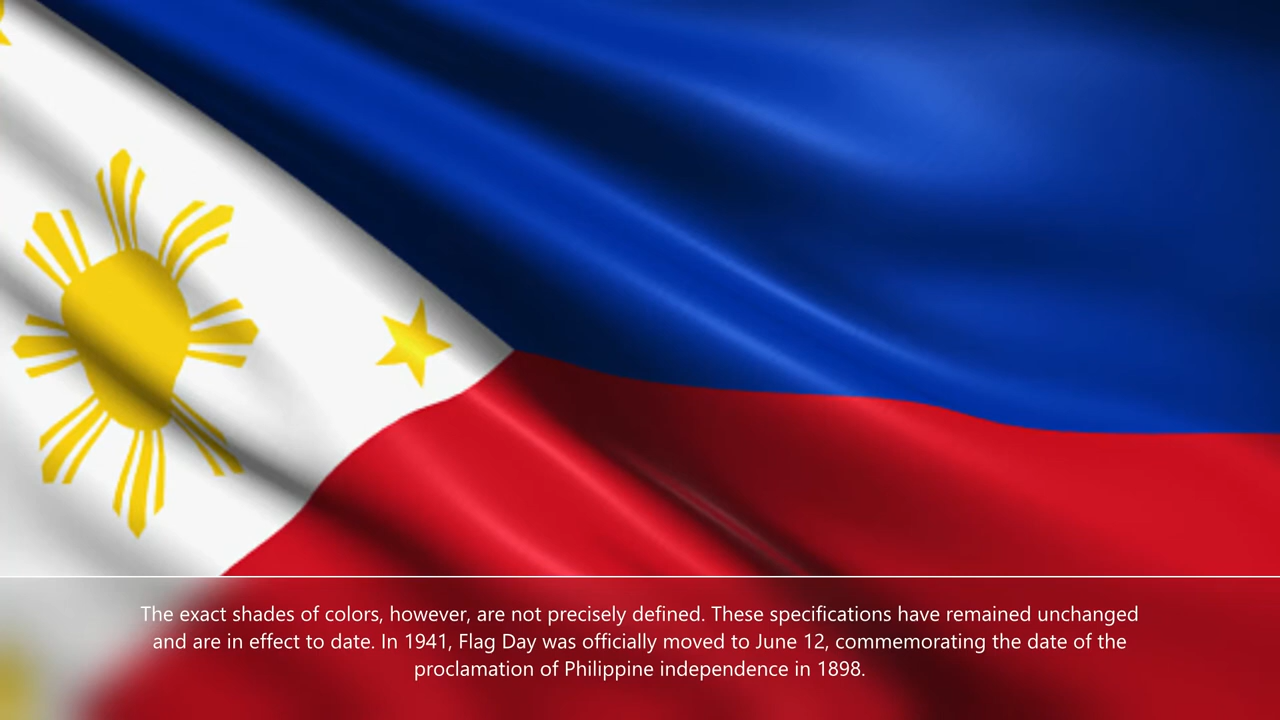 The exact shades of colors, however, are not precisely defined. These specifications have remained unchanged
and are in effect to date. In 1941, Flag Day was officially moved to June 12, commemorating the date of the
proclamation of Philippine independence in 1898.